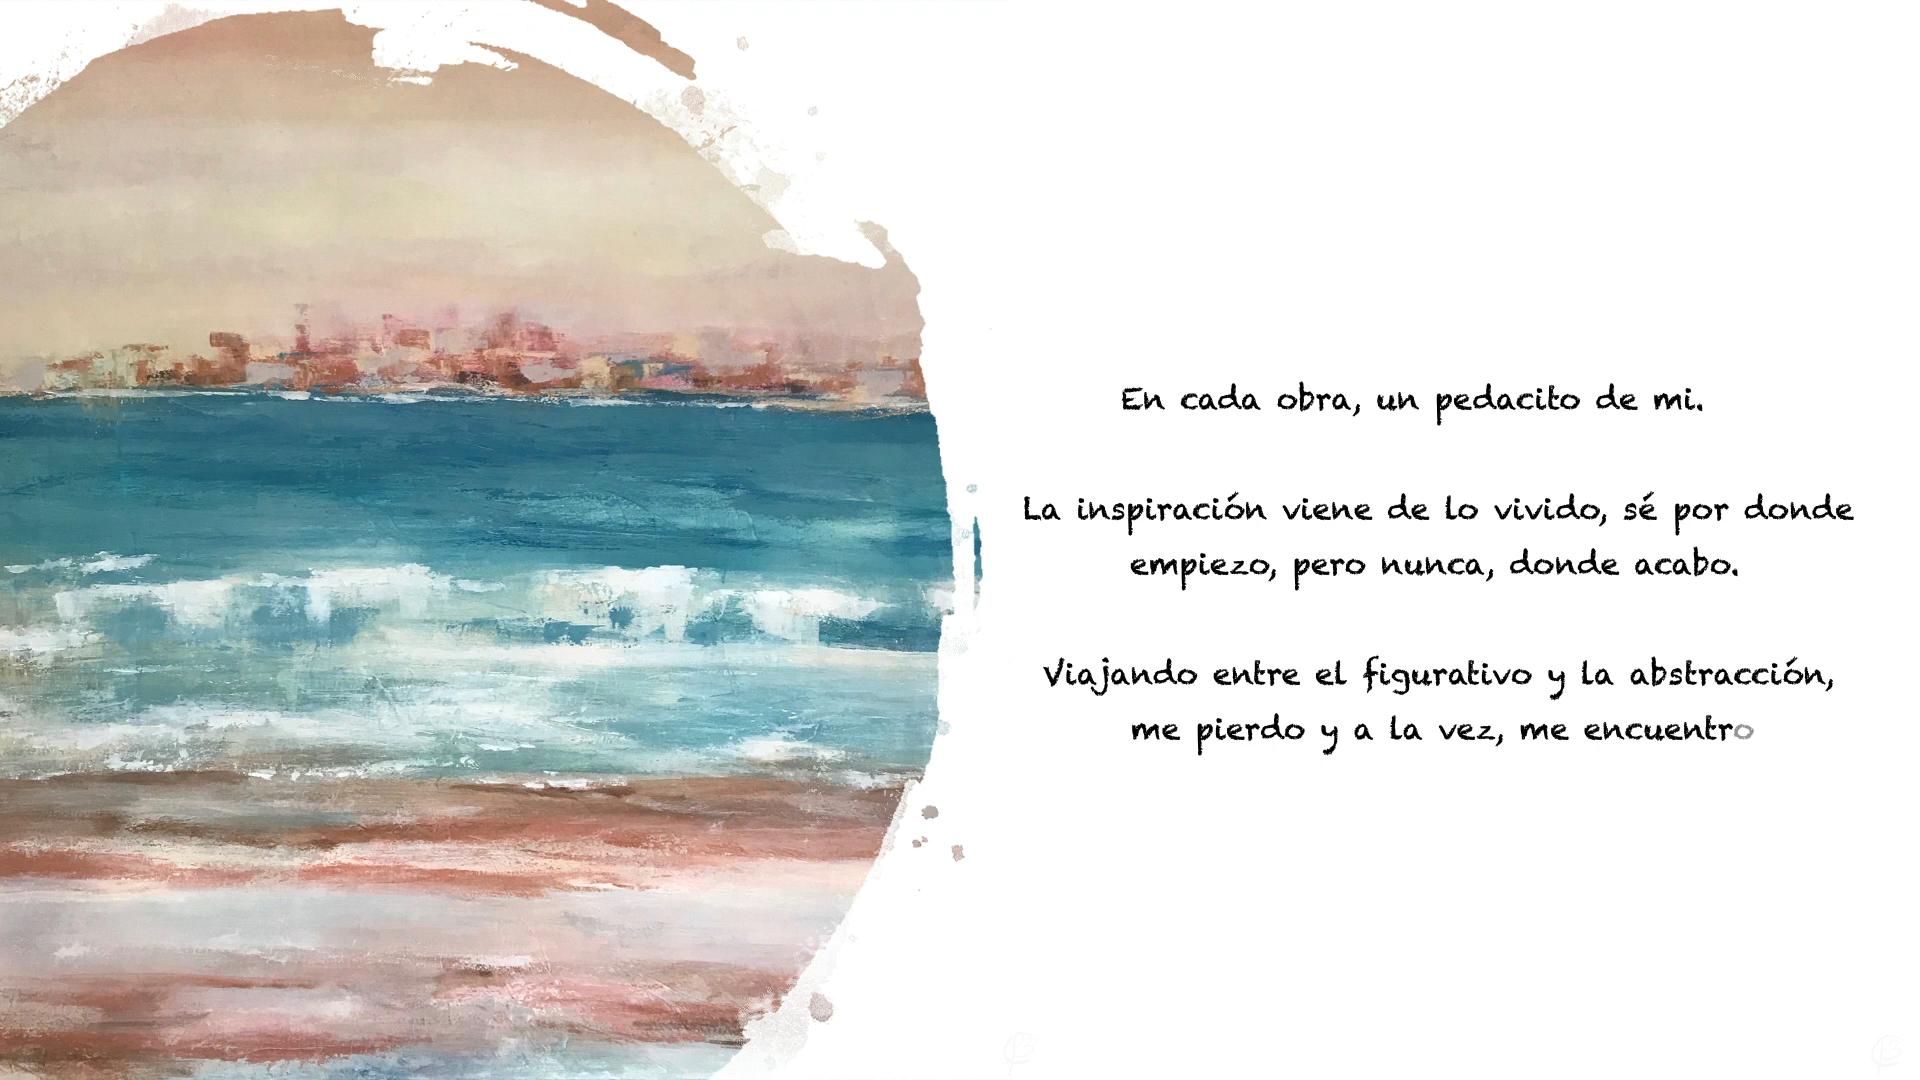 En cada obra, un pedacito de mi.
La inspiración viene de lo vivido, sé por donde
empiezo, pero nunca, donde acabo.
Viajando entre el figurativo y la abstracción,
me pierdo y a la vez, me encuentro